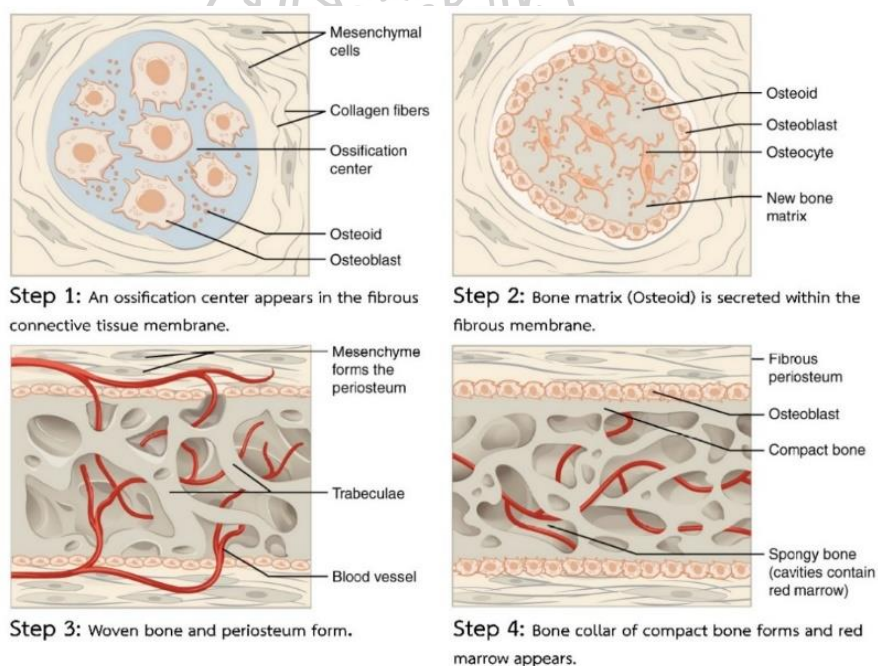 Mesenchymal
cells
Collagen fibers
Ossification
center
Osteoid
Osteoblast
Osteoid
Osteoblast
Osteocyte
New bone
matrix
Step 1: An ossification center appears in the fibrous
connective tissue membrane.
Step 2: Bone matrix (Osteoid) is secreted within the
fibrous membrane.
Mesenchyme
forms the
periosteum
Trabeculae
Blood vessel
Fibrous
periosteum
Osteoblast
Compact bone
Spongy bone
(cavities contain
red marrow)
Step 3: Woven bone and periosteum form.
Step 4: Bone collar of compact bone forms and red
marrow appears.